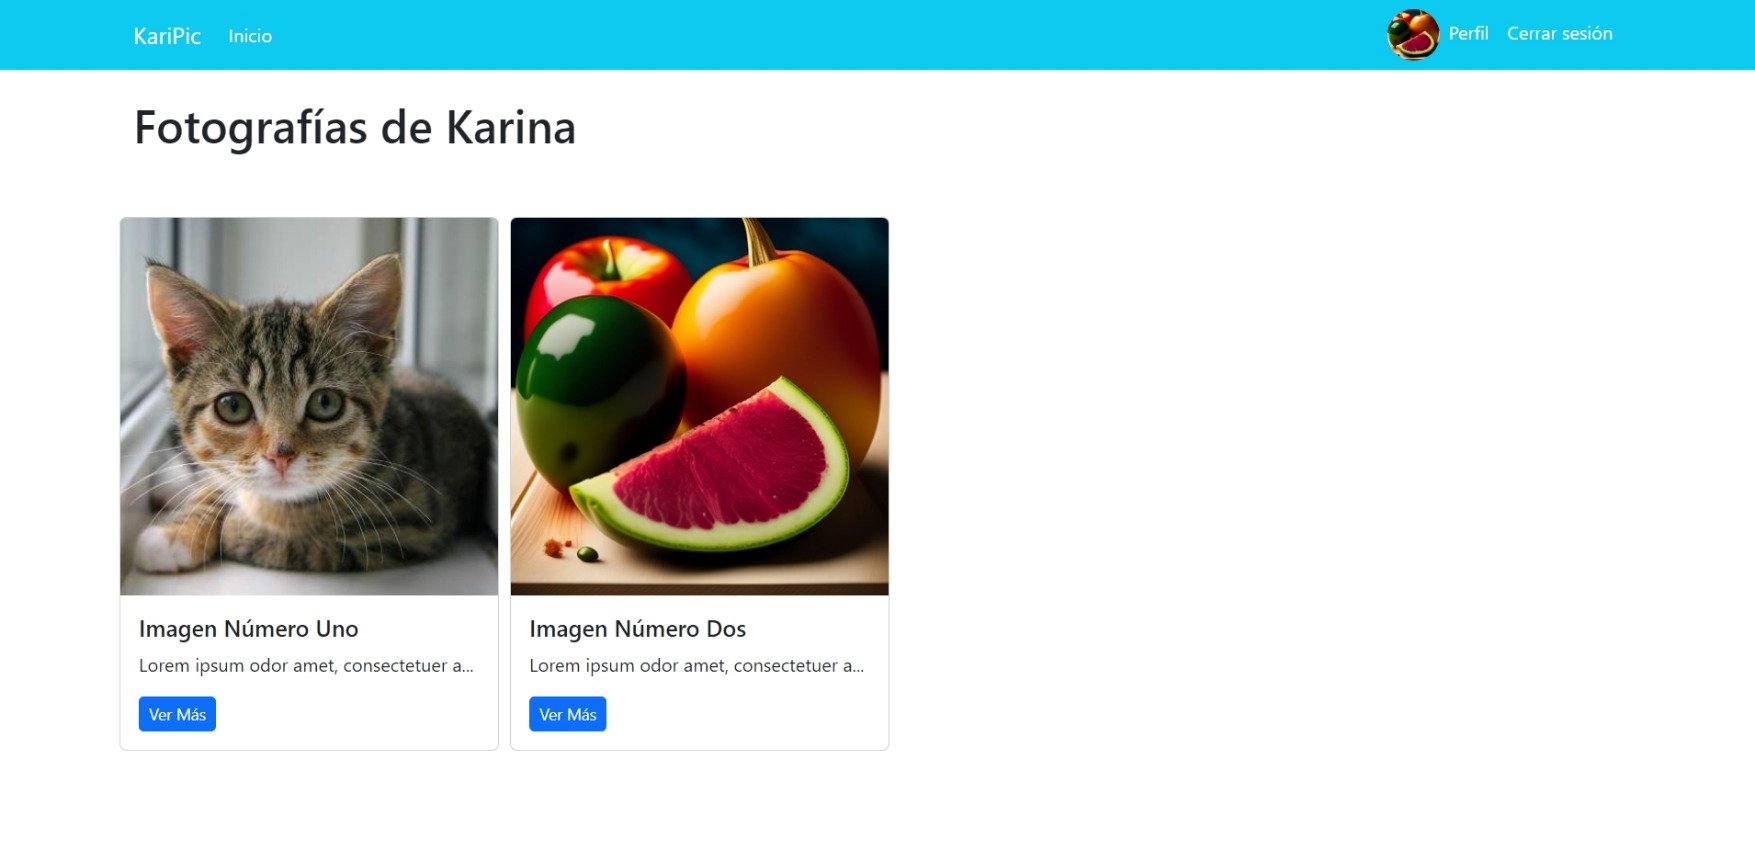 KariPic Inicio Perfil Cerrar sesión
Fotografías de Karina
Imagen Número Uno
Lorem ipsum odor amet, consectetuer a...
Ver Más
Imagen Número Dos
Lorem ipsum odor amet, consectetuer a...
Ver Más